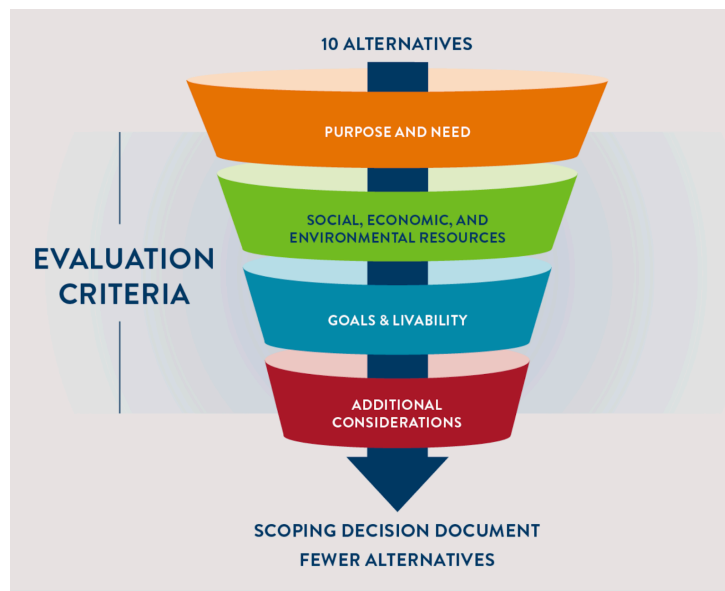 10 ALTERNATIVES
PURPOSE AND NEED
SOCIAL, ECONOMIC, AND
ENVIRONMENTAL RESOURCES
EVALUATION
CRITERIA
GOALS & LIVABILITY
ADDITIONAL
CONSIDERATIONS
SCOPING DECISION DOCUMENT
FEWER ALTERNATIVES